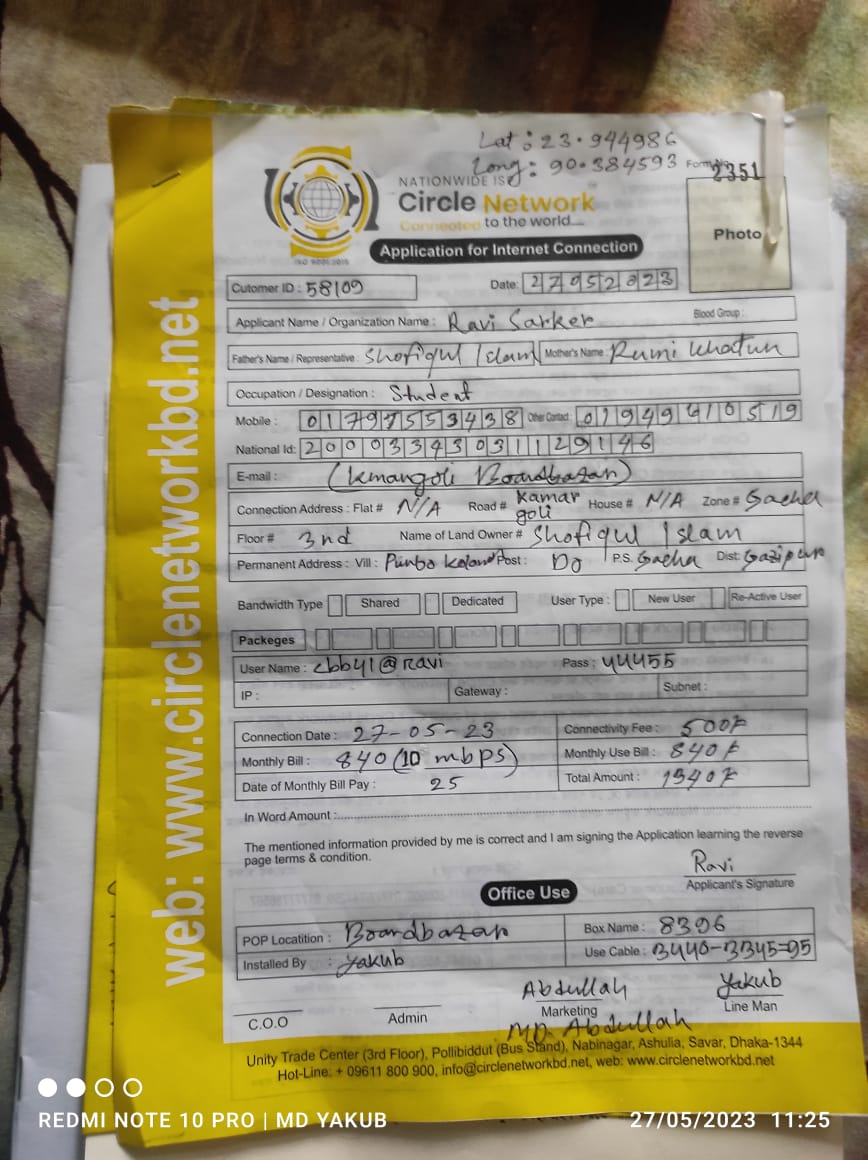 Lat: 23.944986
Long: 90.384593
Form No. 2351
NATIONWIDE ISP
Circle Network
Connected to the world....
Application for Internet Connection
ISO 9001:2015
Photo
Cutomer ID : 58109
Date: 27052023
Applicant Name / Organization Name : Ravi Sarker
Blood Group :
Father's Name / Representative : Shofiqul Islam
Mother's Name : Rumi Khatun
Occupation / Designation : Student
Mobile : 01797553438
Other Contact : 01949410519
National Id: 20003343031129146
E-mail : (Kmangoli Boardbazar)
Connection Address : Flat # N/A Road # Kamar goli House # N/A Zone # Gacha
Floor # 3nd Name of Land Owner # Shofiqul Islam
Permanent Address : Vill : Purbo Post : Do P.S. Gacha Dist: Gazipur
Bandwidth Type Shared Dedicated User Type : New User Re-Active User
Packeges
User Name : cbb41@ravi Pass : 44455
IP : Gateway : Subnet :
Connection Date : 27-05-23 Connectivity Fee : 500৳
Monthly Bill : 840 (10 mbps) Monthly Use Bill : 840৳
Date of Monthly Bill Pay : 25 Total Amount : 1340৳
In Word Amount :
The mentioned information provided by me is correct and I am signing the Application learning the reverse
page terms & condition.
Ravi
Applicant's Signature
Office Use
POP Locatition : Boardbazar Box Name : 8396
Installed By : Yakub Use Cable : 3440-3345=95
Abdullah Yakub
C.O.O Admin Marketing Line Man
MD. Abdullah
Unity Trade Center (3rd Floor), Pollibiddut (Bus Stand), Nabinagar, Ashulia, Savar, Dhaka-1344
Hot-Line: + 09611 800 900, info@circlenetworkbd.net, web: www.circlenetworkbd.net
web: www.circlenetworkbd.net
REDMI NOTE 10 PRO | MD YAKUB
27/05/2023 11:25